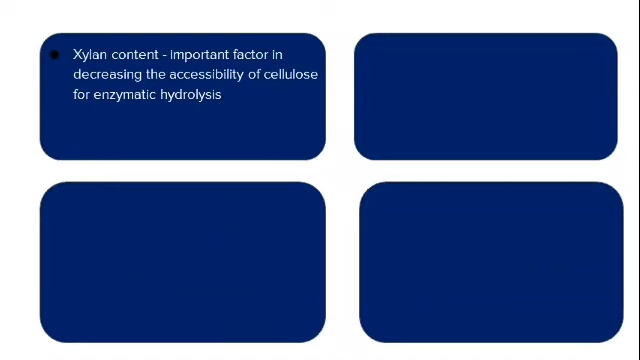 Xylan content - important factor in
decreasing the accessibility of cellulose
for enzymatic hydrolysis